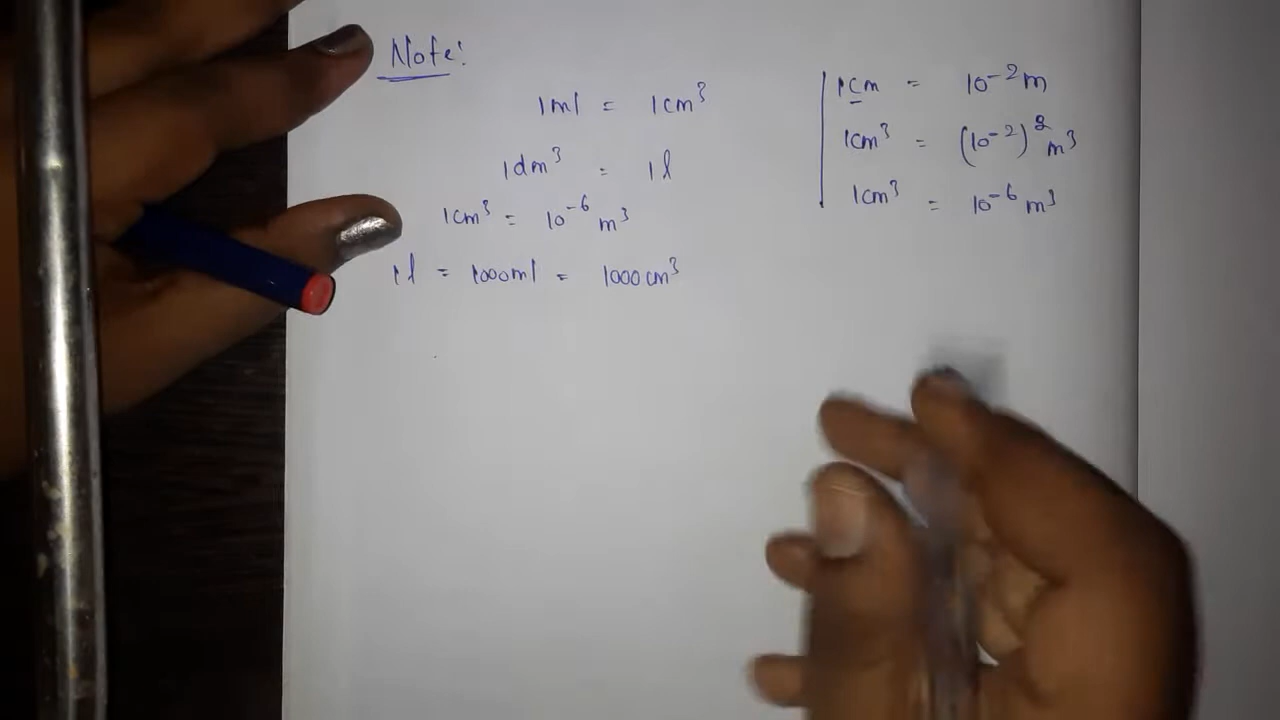 Note:
1ml = 1cm³
1dm³ = 1l
1cm³ = 10⁻⁶ m³
1l = 1000ml = 1000cm³
1cm = 10⁻² m
1cm³ = (10⁻²)³ m³
1cm³ = 10⁻⁶ m³